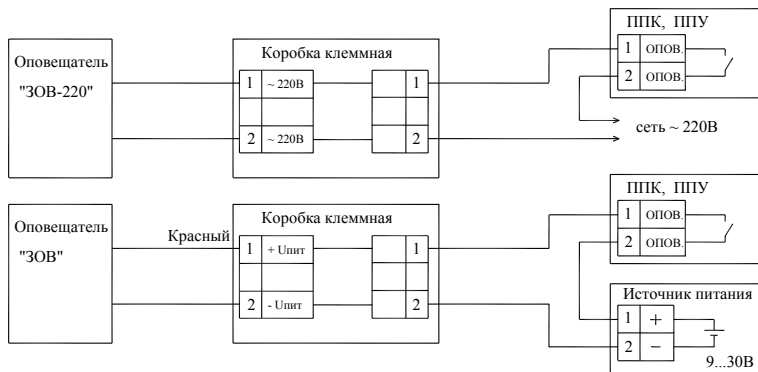 Оповещатель
"ЗОВ-220"
Коробка клеммная
1 ~ 220В 1
2 ~ 220В 2
ППК, ППУ
1 ОПОВ.
2 ОПОВ.
сеть ~ 220В
Оповещатель
"ЗОВ"
Красный
Коробка клеммная
1 + Uпит 1
2 - Uпит 2
ППК, ППУ
1 ОПОВ.
2 ОПОВ.
Источник питания
1 +
2 −
9...30В